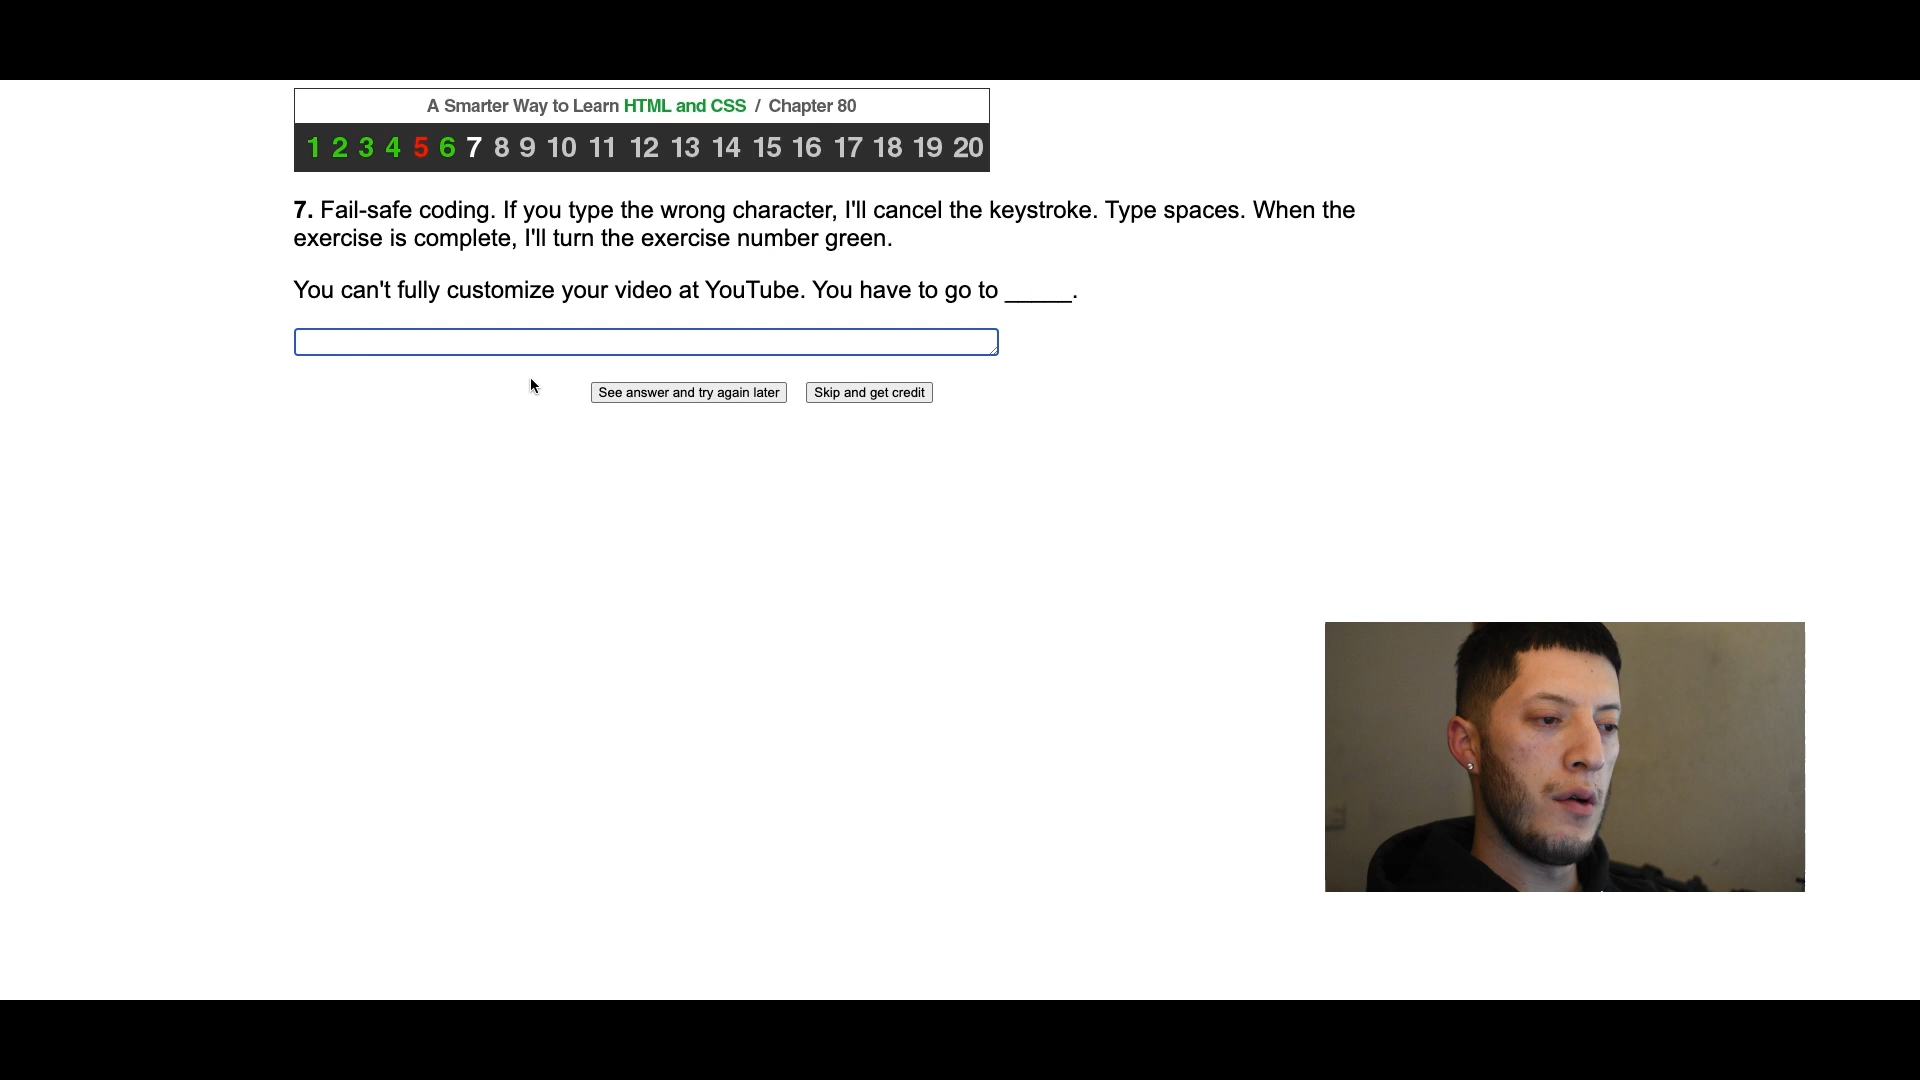 A Smarter Way to Learn HTML and CSS / Chapter 80
1 2 3 4 5 6 7 8 9 10 11 12 13 14 15 16 17 18 19 20
7. Fail-safe coding. If you type the wrong character, I'll cancel the keystroke. Type spaces. When the
exercise is complete, I'll turn the exercise number green.
You can't fully customize your video at YouTube. You have to go to _____.
See answer and try again later Skip and get credit